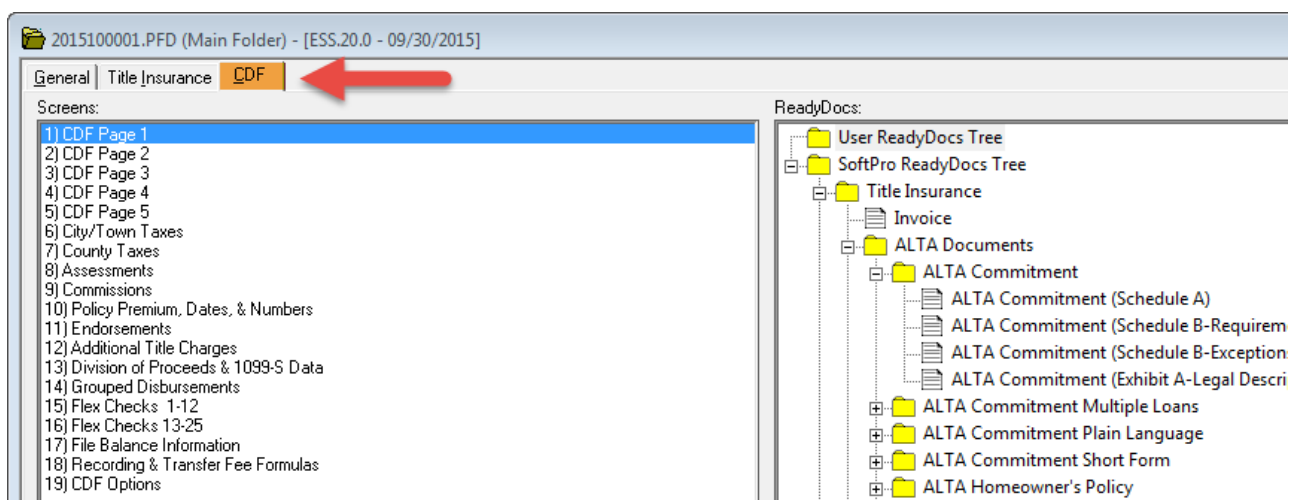 2015100001.PFD (Main Folder) - [ESS.20.0 - 09/30/2015]
General Title Insurance CDF
Screens:
1) CDF Page 1
2) CDF Page 2
3) CDF Page 3
4) CDF Page 4
5) CDF Page 5
6) City/Town Taxes
7) County Taxes
8) Assessments
9) Commissions
10) Policy Premium, Dates, & Numbers
11) Endorsements
12) Additional Title Charges
13) Division of Proceeds & 1099-S Data
14) Grouped Disbursements
15) Flex Checks 1-12
16) Flex Checks 13-25
17) File Balance Information
18) Recording & Transfer Fee Formulas
19) CDF Options
ReadyDocs:
User ReadyDocs Tree
SoftPro ReadyDocs Tree
Title Insurance
Invoice
ALTA Documents
ALTA Commitment
ALTA Commitment (Schedule A)
ALTA Commitment (Schedule B-Requirem
ALTA Commitment (Schedule B-Exception
ALTA Commitment (Exhibit A-Legal Descri
ALTA Commitment Multiple Loans
ALTA Commitment Plain Language
ALTA Commitment Short Form
ALTA Homeowner's Policy